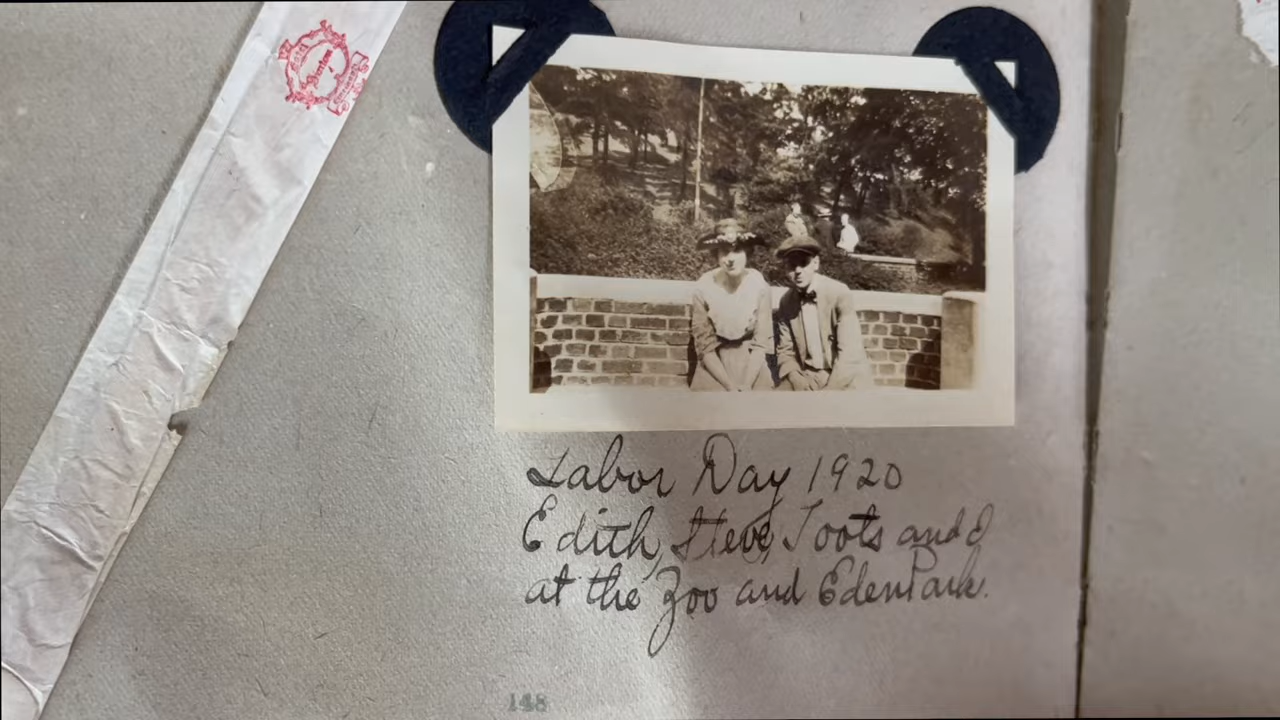 Labor Day 1920
Edith, Steve, Toots and I
at the Zoo and Eden Park.
148